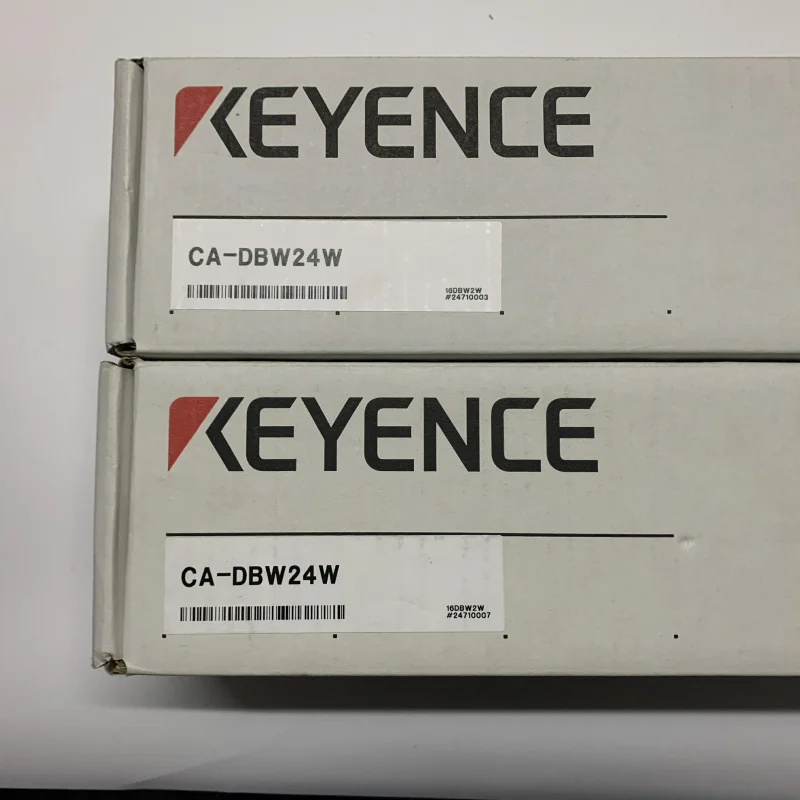 KEYENCE
CA-DBW24W
16DBW2W
#24710003
KEYENCE
CA-DBW24W
16DBW2W
#24710007